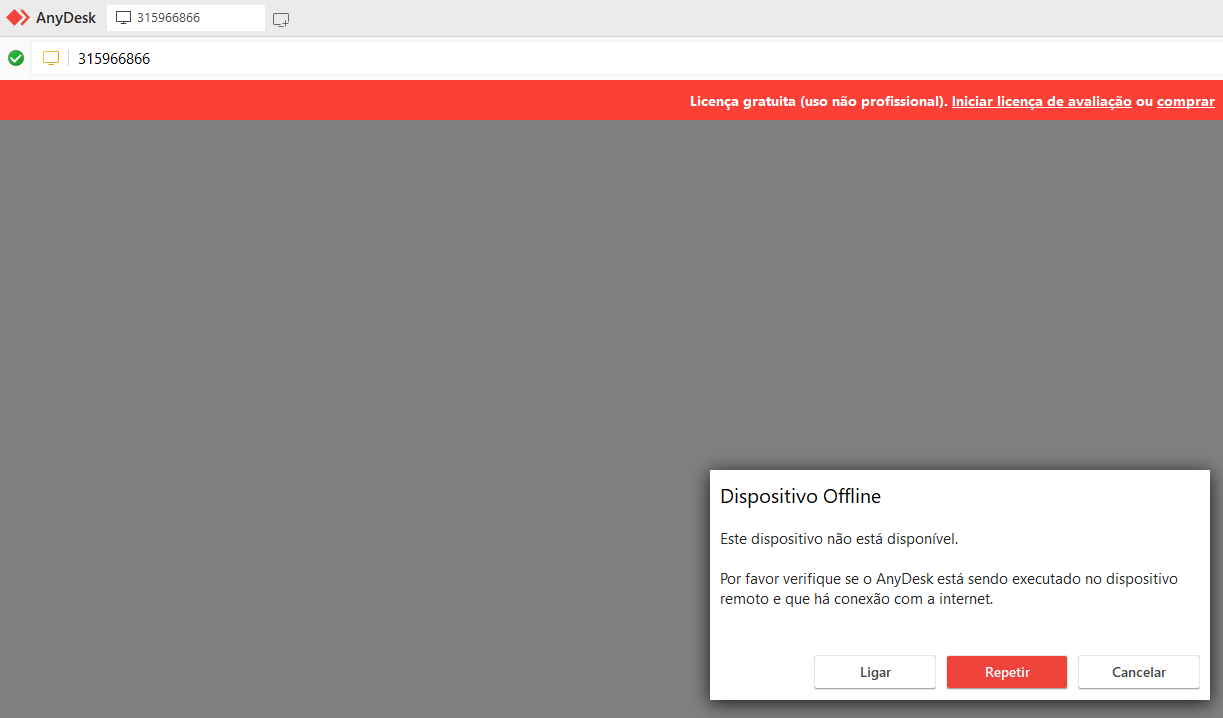 AnyDesk
315966866
315966866
Licença gratuita (uso não profissional). Iniciar licença de avaliação ou comprar
Dispositivo Offline
Este dispositivo não está disponível.
Por favor verifique se o AnyDesk está sendo executado no dispositivo
remoto e que há conexão com a internet.
Ligar
Repetir
Cancelar